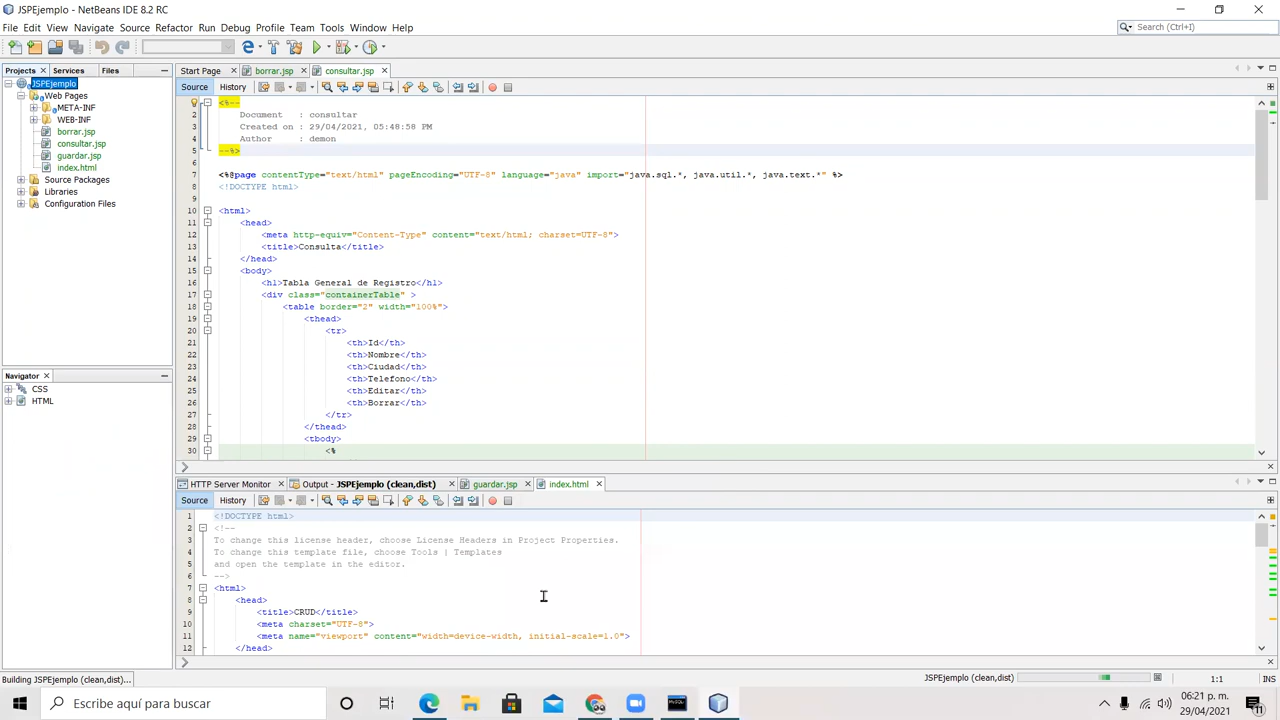 JSPEjemplo - NetBeans IDE 8.2 RC
File Edit View Navigate Source Refactor Run Debug Profile Team Tools Window Help
Search (Ctrl+I)
Projects Services Files
Start Page borrar.jsp consultar.jsp
JSPEjemplo
Web Pages
META-INF
WEB-INF
borrar.jsp
consultar.jsp
guardar.jsp
index.html
Source Packages
Libraries
Configuration Files
Navigator
CSS
HTML
Source History
<%--
2 Document : consultar
3 Created on : 29/04/2021, 05:48:58 PM
4 Author : demon
5 --%>
6
7 <%@page contentType="text/html" pageEncoding="UTF-8" language="java" import="java.sql.*, java.util.*, java.text.*" %>
8 <!DOCTYPE html>
9
10 <html>
11 <head>
12 <meta http-equiv="Content-Type" content="text/html; charset=UTF-8">
13 <title>Consulta</title>
14 </head>
15 <body>
16 <h1>Tabla General de Registro</h1>
17 <div class="containerTable" >
18 <table border="2" width="100%">
19 <thead>
20 <tr>
21 <th>Id</th>
22 <th>Nombre</th>
23 <th>Ciudad</th>
24 <th>Telefono</th>
25 <th>Editar</th>
26 <th>Borrar</th>
27 </tr>
28 </thead>
29 <tbody>
30 <%
HTTP Server Monitor Output - JSPEjemplo (clean,dist) guardar.jsp index.html
Source History
1 <!DOCTYPE html>
2 <!--
3 To change this license header, choose License Headers in Project Properties.
4 To change this template file, choose Tools | Templates
5 and open the template in the editor.
6 -->
7 <html>
8 <head>
9 <title>CRUD</title>
10 <meta charset="UTF-8">
11 <meta name="viewport" content="width=device-width, initial-scale=1.0">
12 </head>
Building JSPEjemplo (clean,dist)...
JSPEjemplo (clean,dist)
1:1 INS
Escribe aquí para buscar
06:21 p. m.
29/04/2021
11